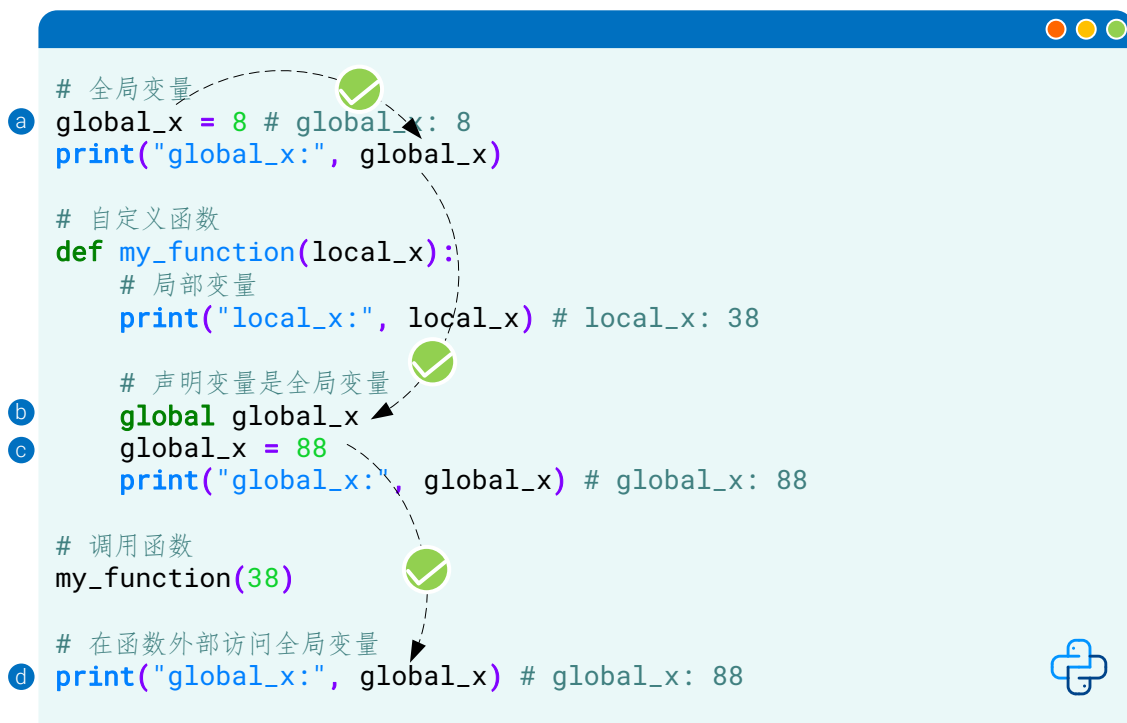 # 全局变量
a global_x = 8 # global_x: 8
print("global_x:", global_x)
# 自定义函数
def my_function(local_x):
# 局部变量
print("local_x:", local_x) # local_x: 38
# 声明变量是全局变量
b global global_x
c global_x = 88
print("global_x:", global_x) # global_x: 88
# 调用函数
my_function(38)
# 在函数外部访问全局变量
d print("global_x:", global_x) # global_x: 88